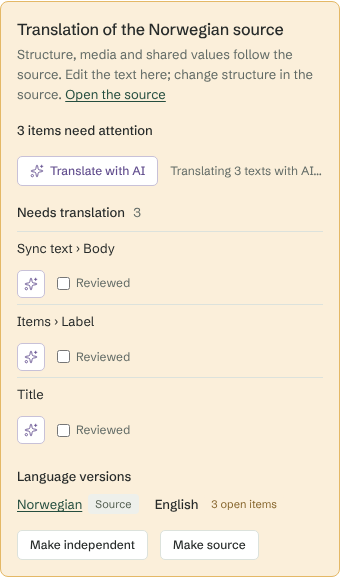 Translation of the Norwegian source
Structure, media and shared values follow the
source. Edit the text here; change structure in the
source. Open the source
3 items need attention
Translate with AI Translating 3 texts with AI...
Needs translation 3
Sync text › Body
Reviewed
Items › Label
Reviewed
Title
Reviewed
Language versions
Norwegian Source English 3 open items
Make independent Make source